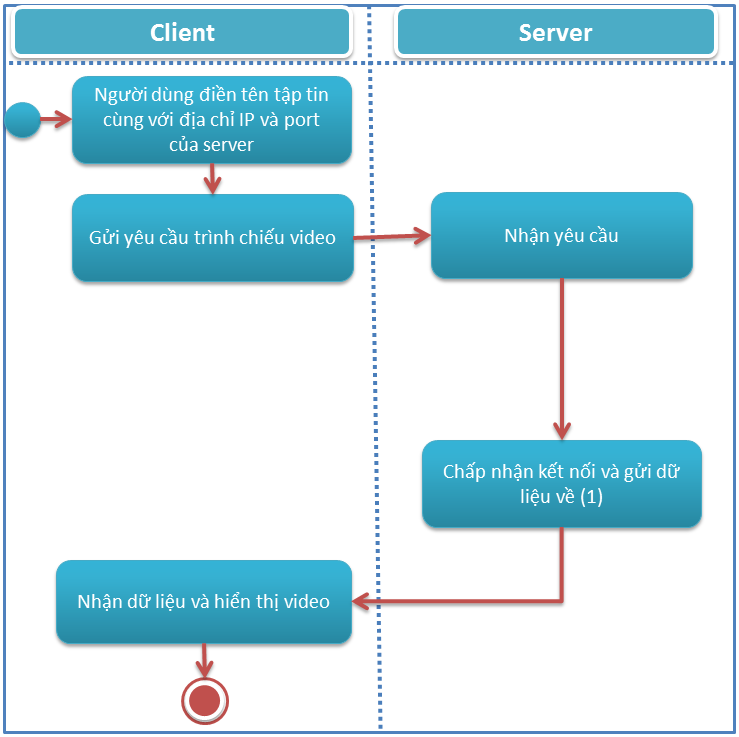 Client
Server
Người dùng điền tên tập tin
cùng với địa chỉ IP và port
của server
Gửi yêu cầu trình chiếu video
Nhận yêu cầu
Chấp nhận kết nối và gửi dữ
liệu về (1)
Nhận dữ liệu và hiển thị video